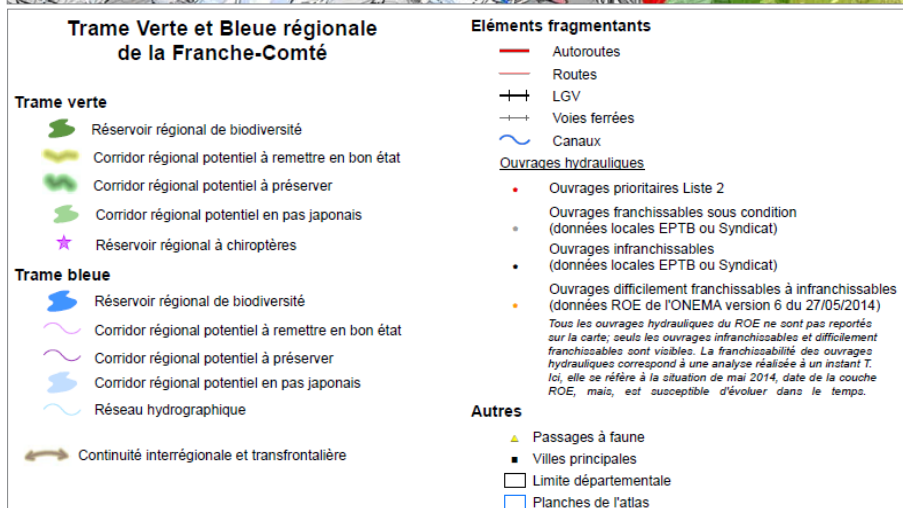 Trame Verte et Bleue régionale
de la Franche-Comté
Trame verte
Réservoir régional de biodiversité
Corridor régional potentiel à remettre en bon état
Corridor régional potentiel à préserver
Corridor régional potentiel en pas japonais
Réservoir régional à chiroptères
Trame bleue
Réservoir régional de biodiversité
Corridor régional potentiel à remettre en bon état
Corridor régional potentiel à préserver
Corridor régional potentiel en pas japonais
Réseau hydrographique
Continuité interrégionale et transfrontalière
Eléments fragmentants
Autoroutes
Routes
LGV
Voies ferrées
Canaux
Ouvrages hydrauliques
Ouvrages prioritaires Liste 2
Ouvrages franchissables sous condition
(données locales EPTB ou Syndicat)
Ouvrages infranchissables
(données locales EPTB ou Syndicat)
Ouvrages difficilement franchissables à infranchissables
(données ROE de l'ONEMA version 6 du 27/05/2014)
Tous les ouvrages hydrauliques du ROE ne sont pas reportés
sur la carte; seuls les ouvrages infranchissables et difficilement
franchissables sont visibles. La franchissabilité des ouvrages
hydrauliques correspond à une analyse réalisée à un instant T.
Ici, elle se réfère à la situation de mai 2014, date de la couche
ROE, mais, est susceptible d'évoluer dans le temps.
Autres
Passages à faune
Villes principales
Limite départementale
Planches de l'atlas